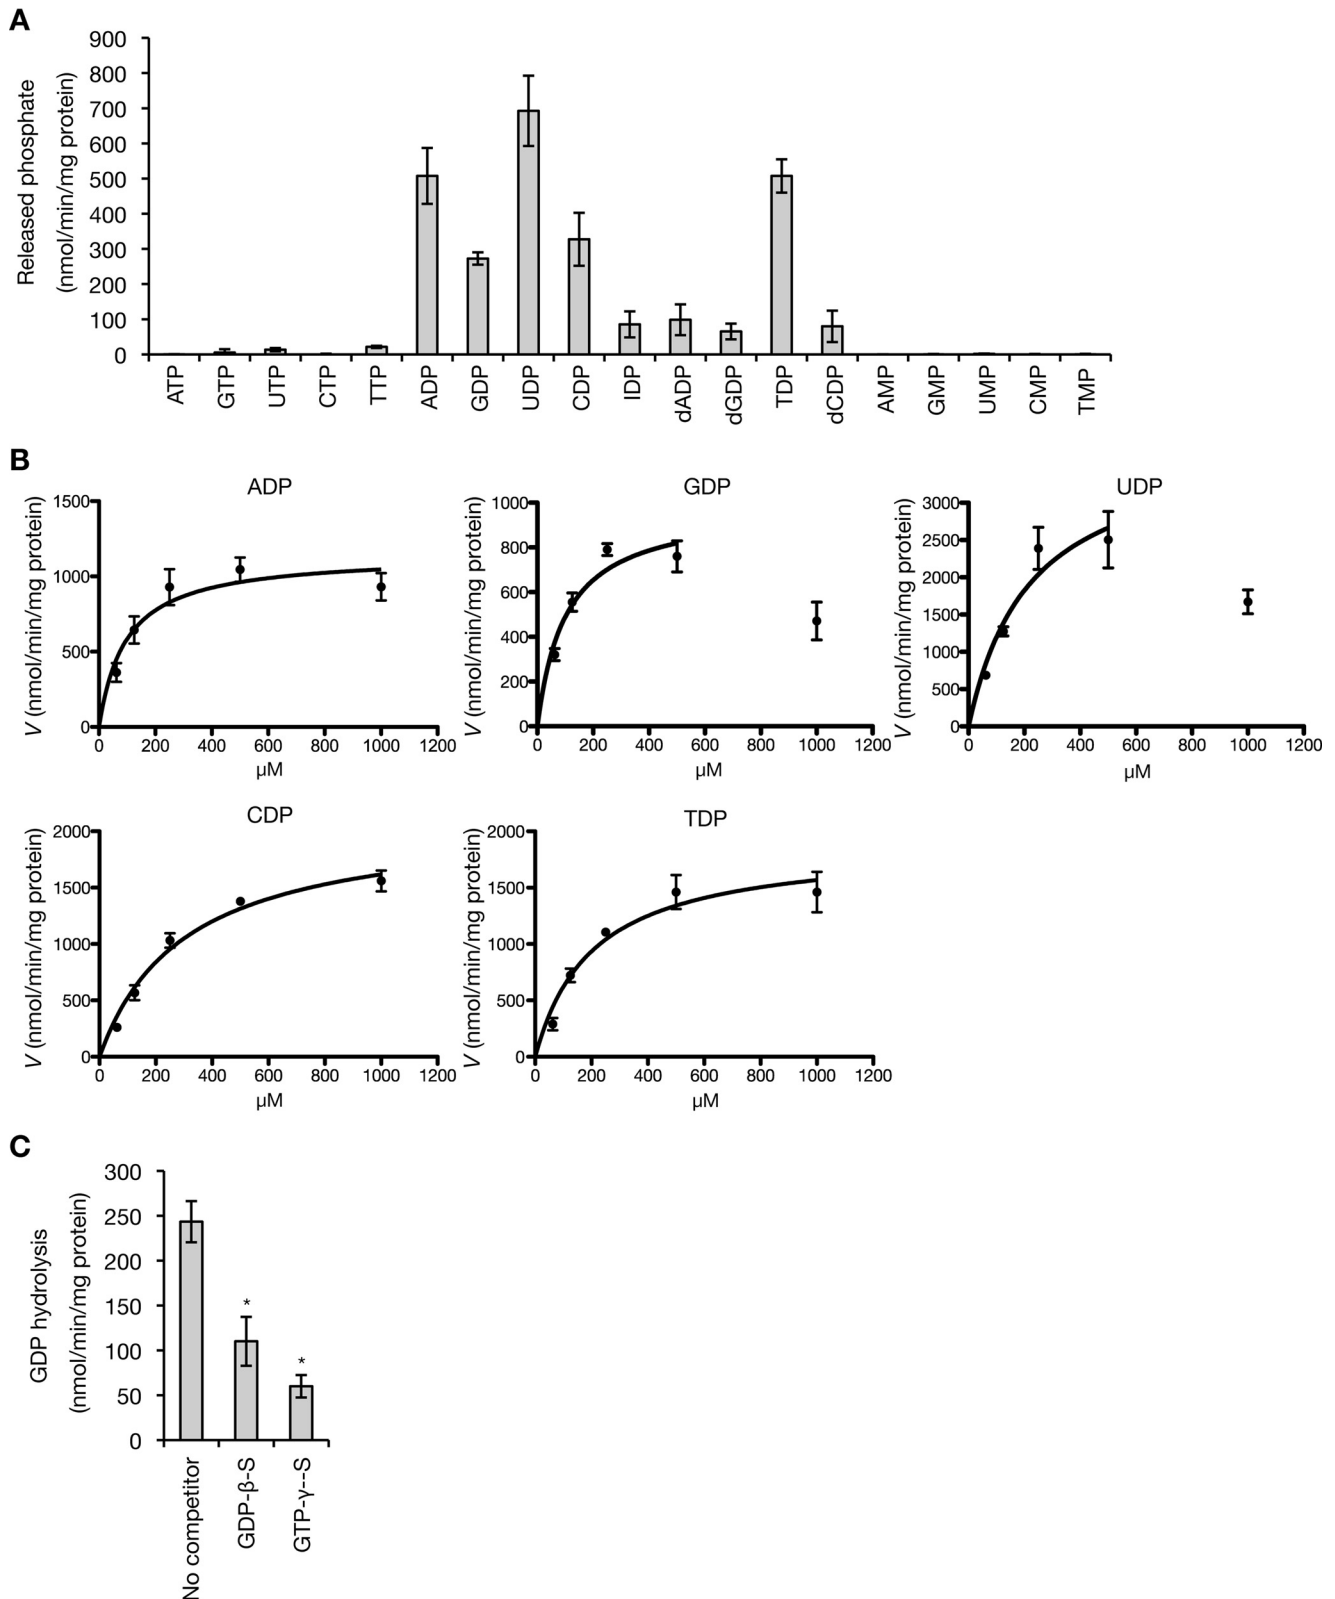 A
Released phosphate
(nmol/min/mg protein)
900
800
700
600
500
400
300
200
100
0
ATP
GTP
UTP
CTP
TTP
ADP
GDP
UDP
CDP
IDP
dADP
dGDP
TDP
dCDP
AMP
GMP
UMP
CMP
TMP
B
ADP
V (nmol/min/mg protein)
1500
1000
500
0
0 200 400 600 800 1000 1200
µM
GDP
V (nmol/min/mg protein)
1000
800
600
400
200
0
0 200 400 600 800 1000 1200
µM
UDP
V (nmol/min/mg protein)
3000
2500
2000
1500
1000
500
0
0 200 400 600 800 1000 1200
µM
CDP
V (nmol/min/mg protein)
2000
1500
1000
500
0
0 200 400 600 800 1000 1200
µM
TDP
V (nmol/min/mg protein)
2000
1500
1000
500
0
0 200 400 600 800 1000 1200
µM
C
GDP hydrolysis
(nmol/min/mg protein)
300
250
200
150
100
50
0
*
*
No competitor
GDP-β-S
GTP-γ--S